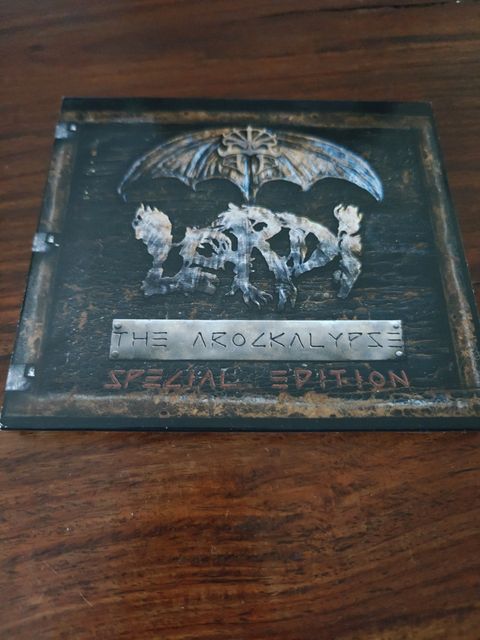 LORDI
THE AROCKALYPSE
SPECIAL EDITION